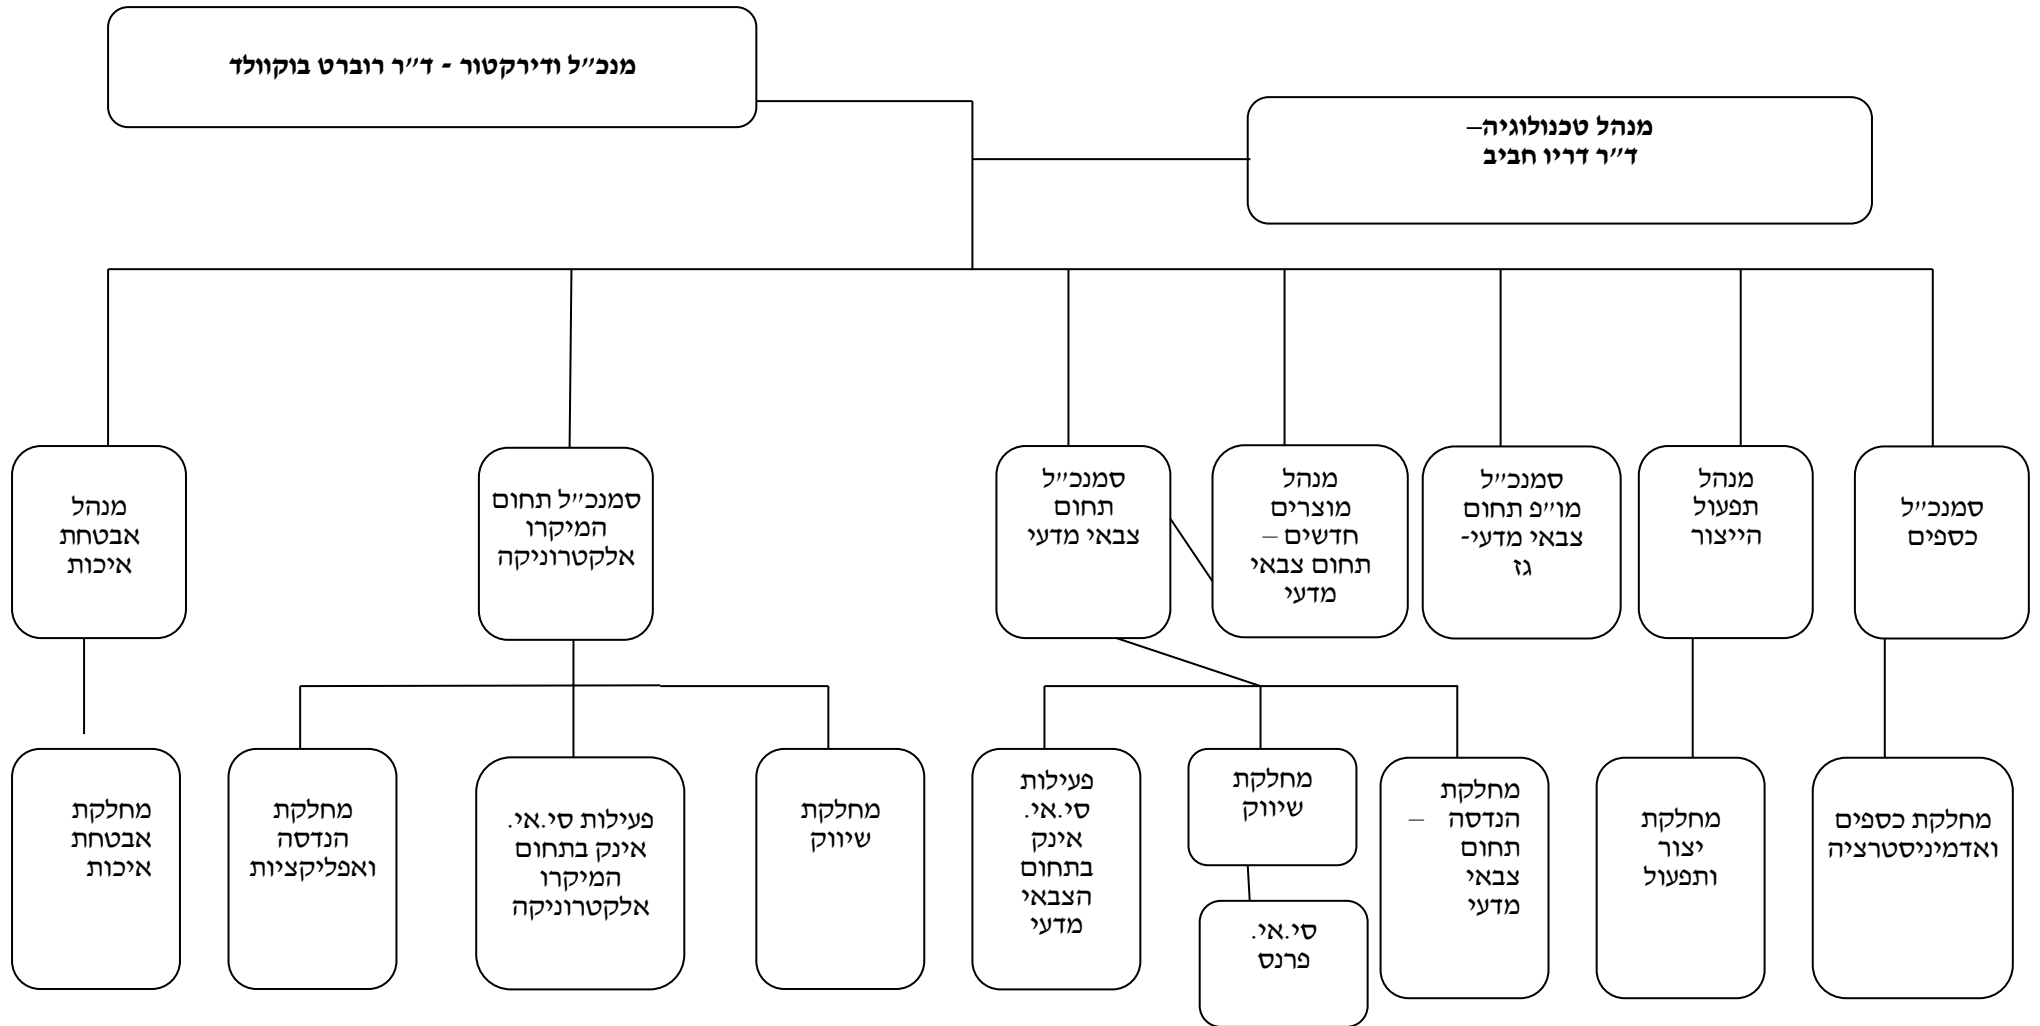 מנכ"ל ודירקטור - ד"ר רוברט בוקוולד
מנהל טכנולוגיה–
ד"ר דריו חביב
סמנכ"ל
כספים
מנהל
תפעול
הייצור
סמנכ"ל
מו"פ תחום
צבאי מדעי-
גז
מנהל
מוצרים
חדשים –
תחום צבאי
מדעי
סמנכ"ל
תחום
צבאי מדעי
סמנכ"ל תחום
המיקרו
אלקטרוניקה
מנהל
אבטחת
איכות
מחלקת כספים
ואדמיניסטרציה
מחלקת
יצור
ותפעול
מחלקת
הנדסה –
תחום
צבאי
מדעי
מחלקת
שיווק
סי.אי.
פרנס
פעילות
סי.אי.
אינק
בתחום
הצבאי
מדעי
מחלקת
שיווק
פעילות סי.אי.
אינק בתחום
המיקרו
אלקטרוניקה
מחלקת
הנדסה
ואפליקציות
מחלקת
אבטחת
איכות